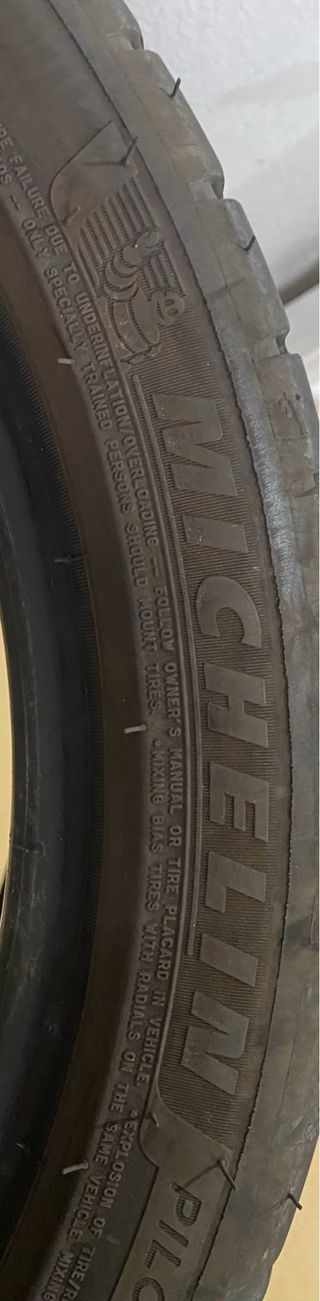 MICHELIN
PILO
FAILURE DUE TO UNDERINFLATION/OVERLOADING -- FOLLOW OWNER'S MANUAL OR TIRE PLACARD IN VEHICLE. •EXPLOSION OF TIRE/R
-- ONLY SPECIALLY TRAINED PERSONS SHOULD MOUNT TIRES. •MIXING BIAS TIRES WITH RADIALS ON THE SAME VEHICLE MIXING